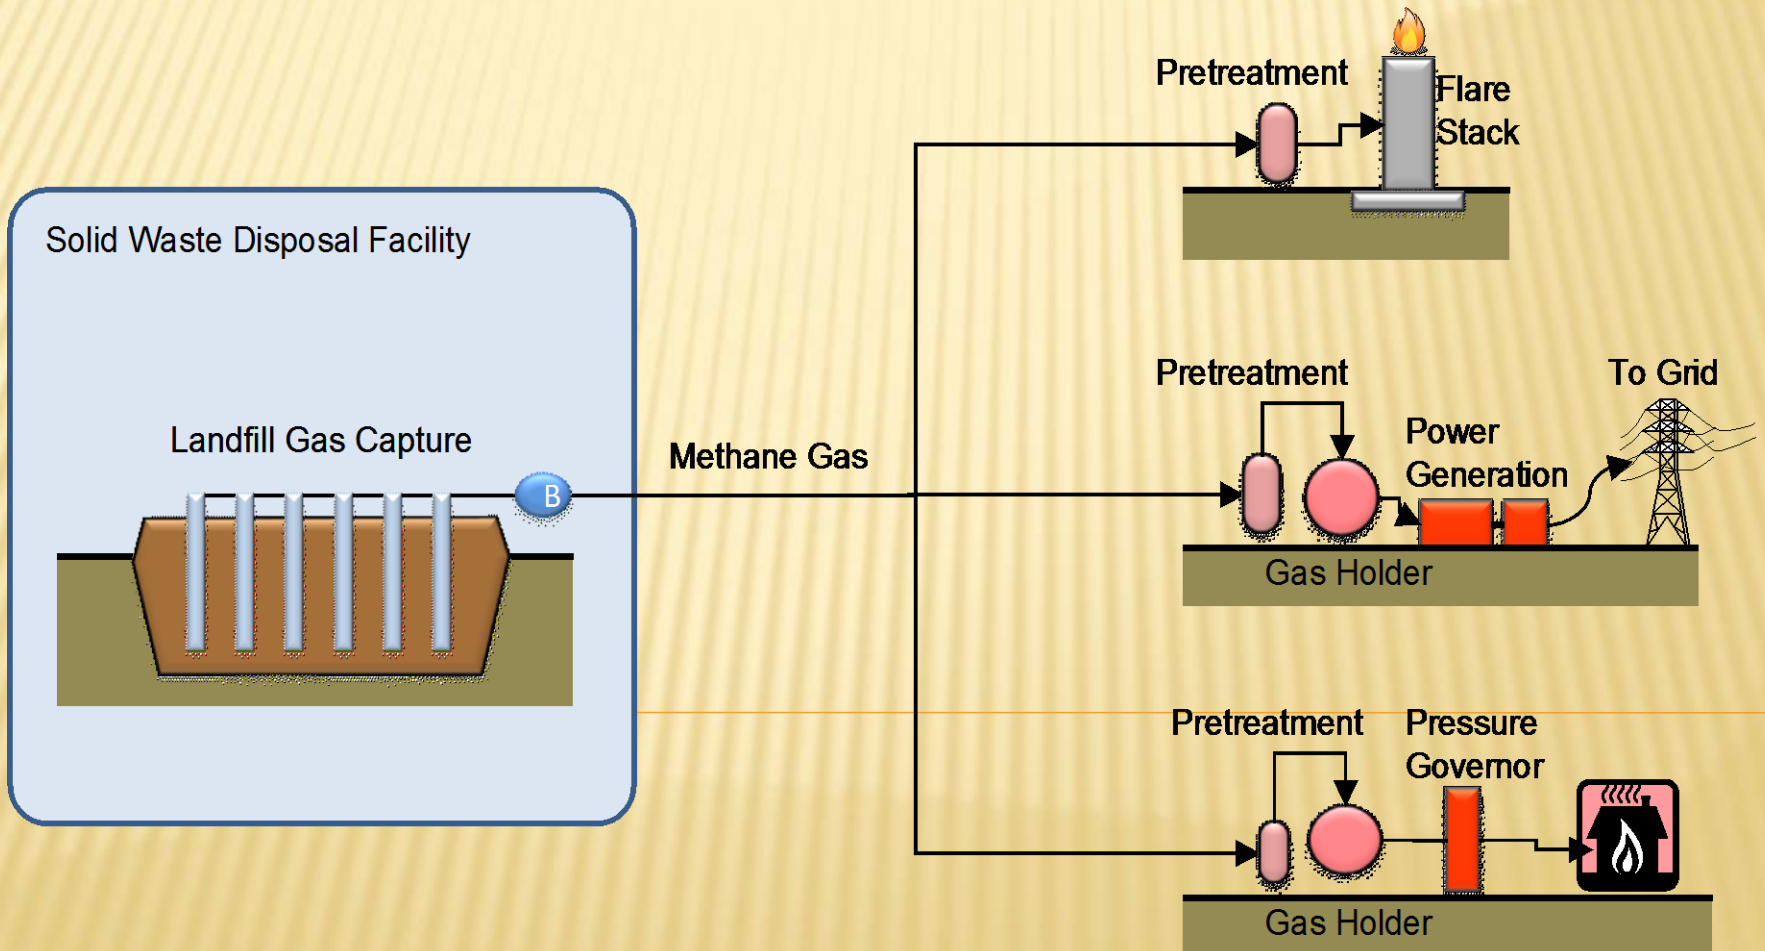 Solid Waste Disposal Facility
Landfill Gas Capture
B
Methane Gas
Pretreatment
Flare
Stack
Pretreatment
To Grid
Power
Generation
Gas Holder
Pretreatment
Pressure
Governor
Gas Holder